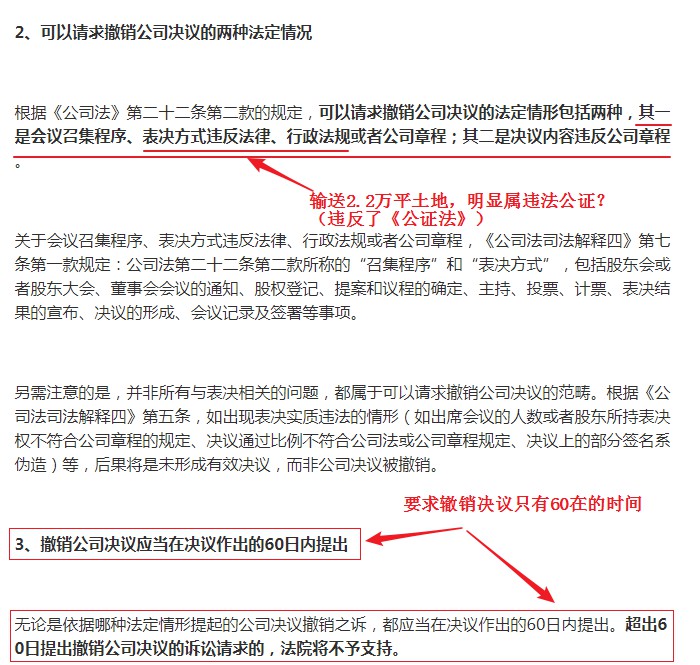 2、可以请求撤销公司决议的两种法定情况
根据《公司法》第二十二条第二款的规定，可以请求撤销公司决议的法定情形包括两种，其一
是会议召集程序、表决方式违反法律、行政法规或者公司章程；其二是决议内容违反公司章程
。
输送2.2万平土地，明显属违法公证？
（违反了《公证法》）
关于会议召集程序、表决方式违反法律、行政法规或者公司章程，《公司法司法解释四》第七
条第一款规定：公司法第二十二条第二款所称的“召集程序”和“表决方式”，包括股东会或
者股东大会、董事会会议的通知、股权登记、提案和议程的确定、主持、投票、计票、表决结
果的宣布、决议的形成、会议记录及签署等事项。
另需注意的是，并非所有与表决相关的问题，都属于可以请求撤销公司决议的范畴。根据《公
司法司法解释四》第五条，如出现表决实质违法的情形（如出席会议的人数或者股东所持表决
权不符合公司章程的规定、决议通过比例不符合公司法或公司章程规定、决议上的部分签名系
伪造）等，后果将是未形成有效决议，而非公司决议被撤销。
要求辙销决议只有60在的时间
3、撤销公司决议应当在决议作出的60日内提出
无论是依据哪种法定情形提起的公司决议撤销之诉，都应当在决议作出的60日内提出。超出6
0日提出撤销公司决议的诉讼请求的，法院将不予支持。